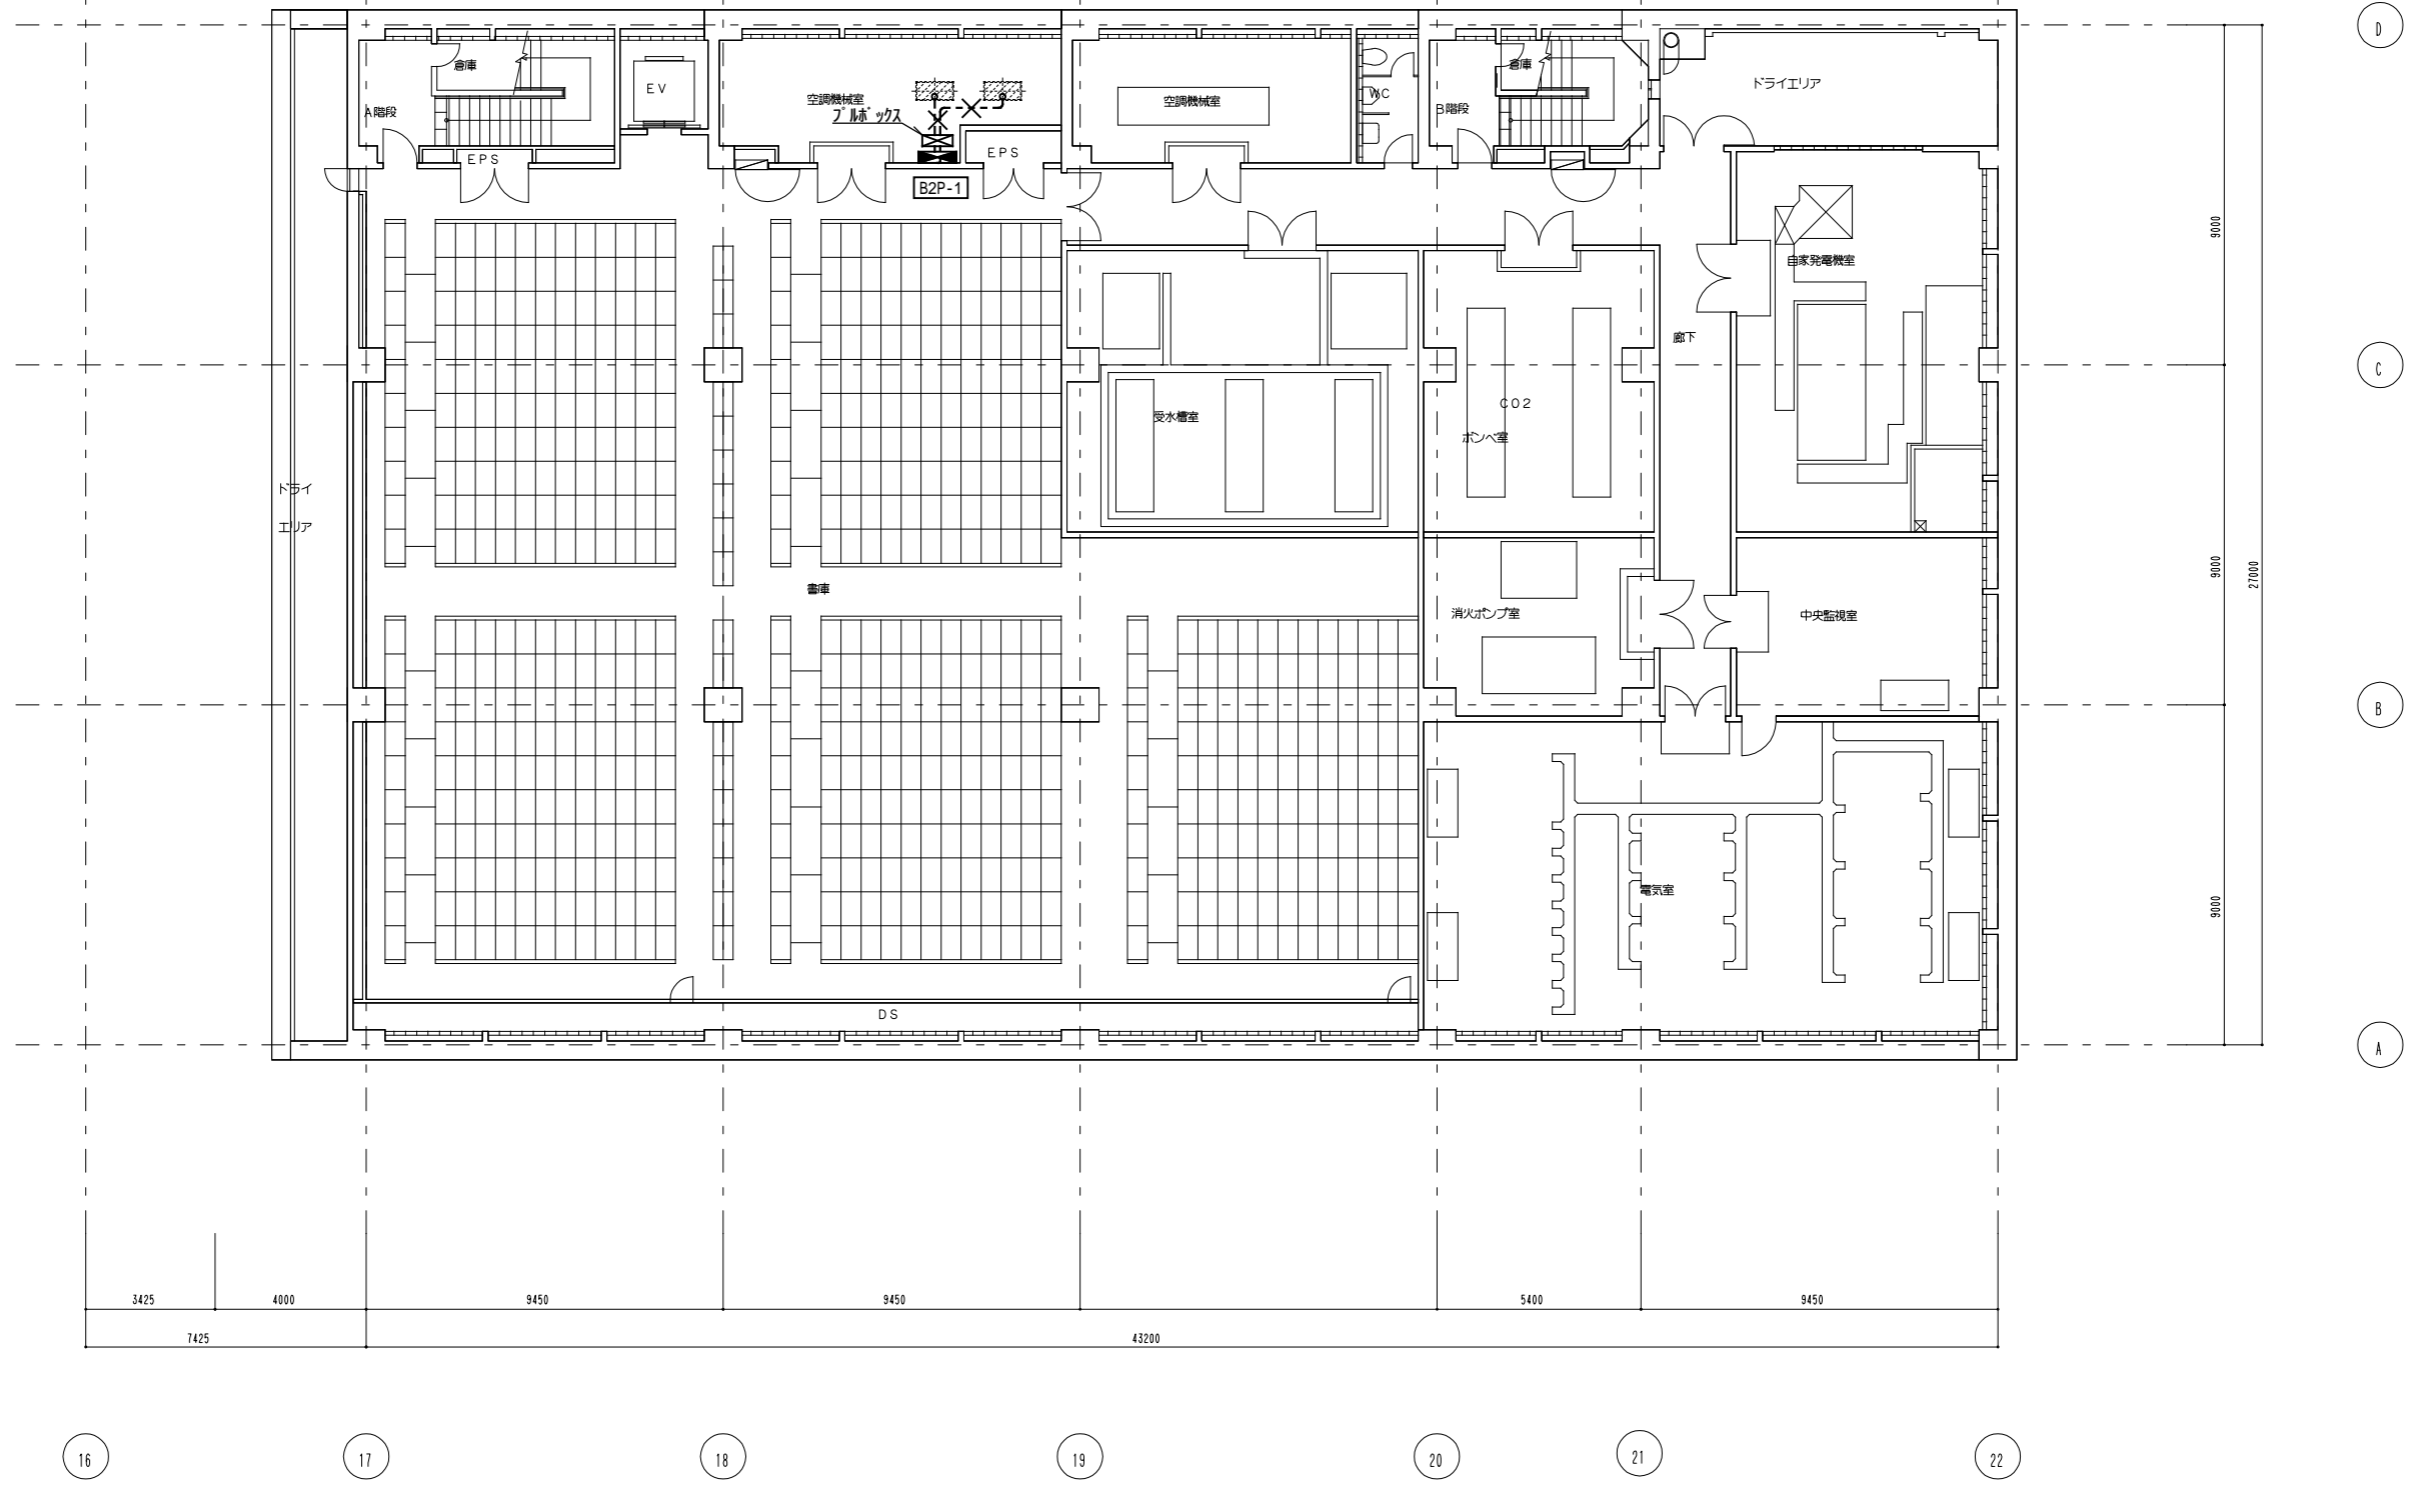 D
倉庫
EV
空調機械室
プルボックス
空調機械室
WC
倉庫
ドライエリア
A階段
B階段
EPS
EPS
B2P-1
自家発電機室
9000
廊下
C
CO2
ボンベ室
受水槽室
ドライ
エリア
書庫
消火ポンプ室
中央監視室
9000
27000
B
電気室
9000
DS
A
3425
4000
9450
9450
5400
9450
7425
43200
16
17
18
19
20
21
22